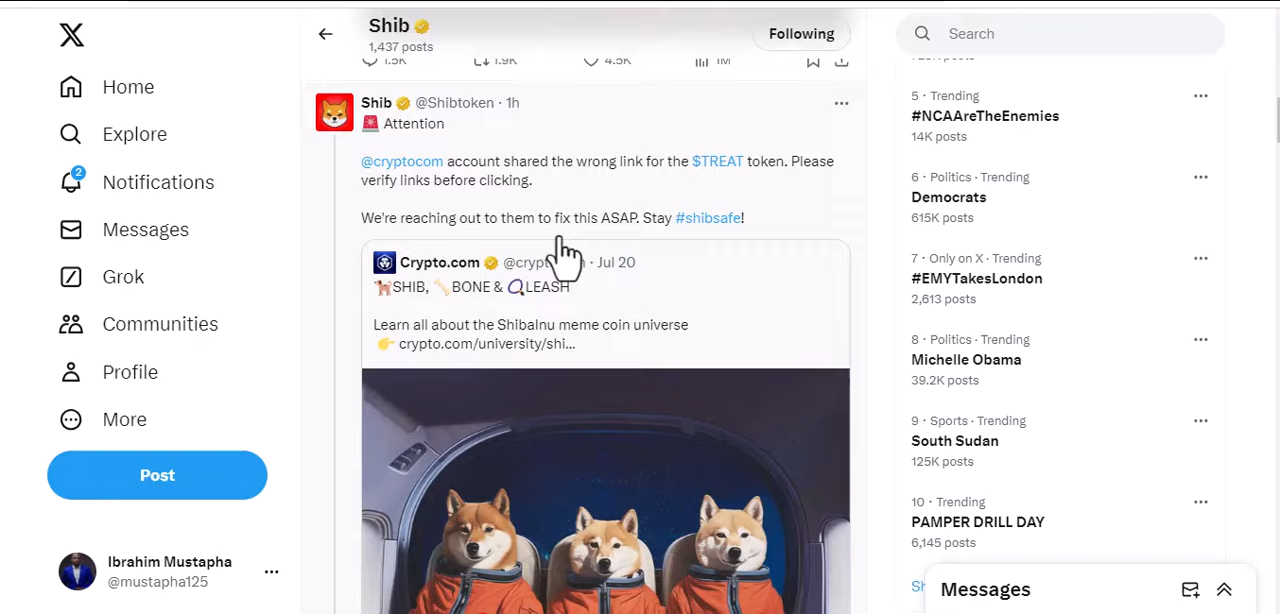 Home
Explore
Notifications
2
Messages
Grok
Communities
Profile
More
Post
Ibrahim Mustapha
@mustapha125
Shib
1,437 posts
Following
1.5K 1.9K 4.5K 1M
Shib @Shibtoken · 1h
🚨 Attention
@cryptocom account shared the wrong link for the $TREAT token. Please
verify links before clicking.
We're reaching out to them to fix this ASAP. Stay #shibsafe!
Crypto.com · Jul 20
🐕SHIB, 🦴BONE & 📿LEASH
Learn all about the ShibaInu meme coin universe
👉 crypto.com/university/shi...
Search
5 · Trending
#NCAAreTheEnemies
14K posts
6 · Politics · Trending
Democrats
615K posts
7 · Only on X · Trending
#EMYTakesLondon
2,613 posts
8 · Politics · Trending
Michelle Obama
39.2K posts
9 · Sports · Trending
South Sudan
125K posts
10 · Trending
PAMPER DRILL DAY
6,145 posts
Messages